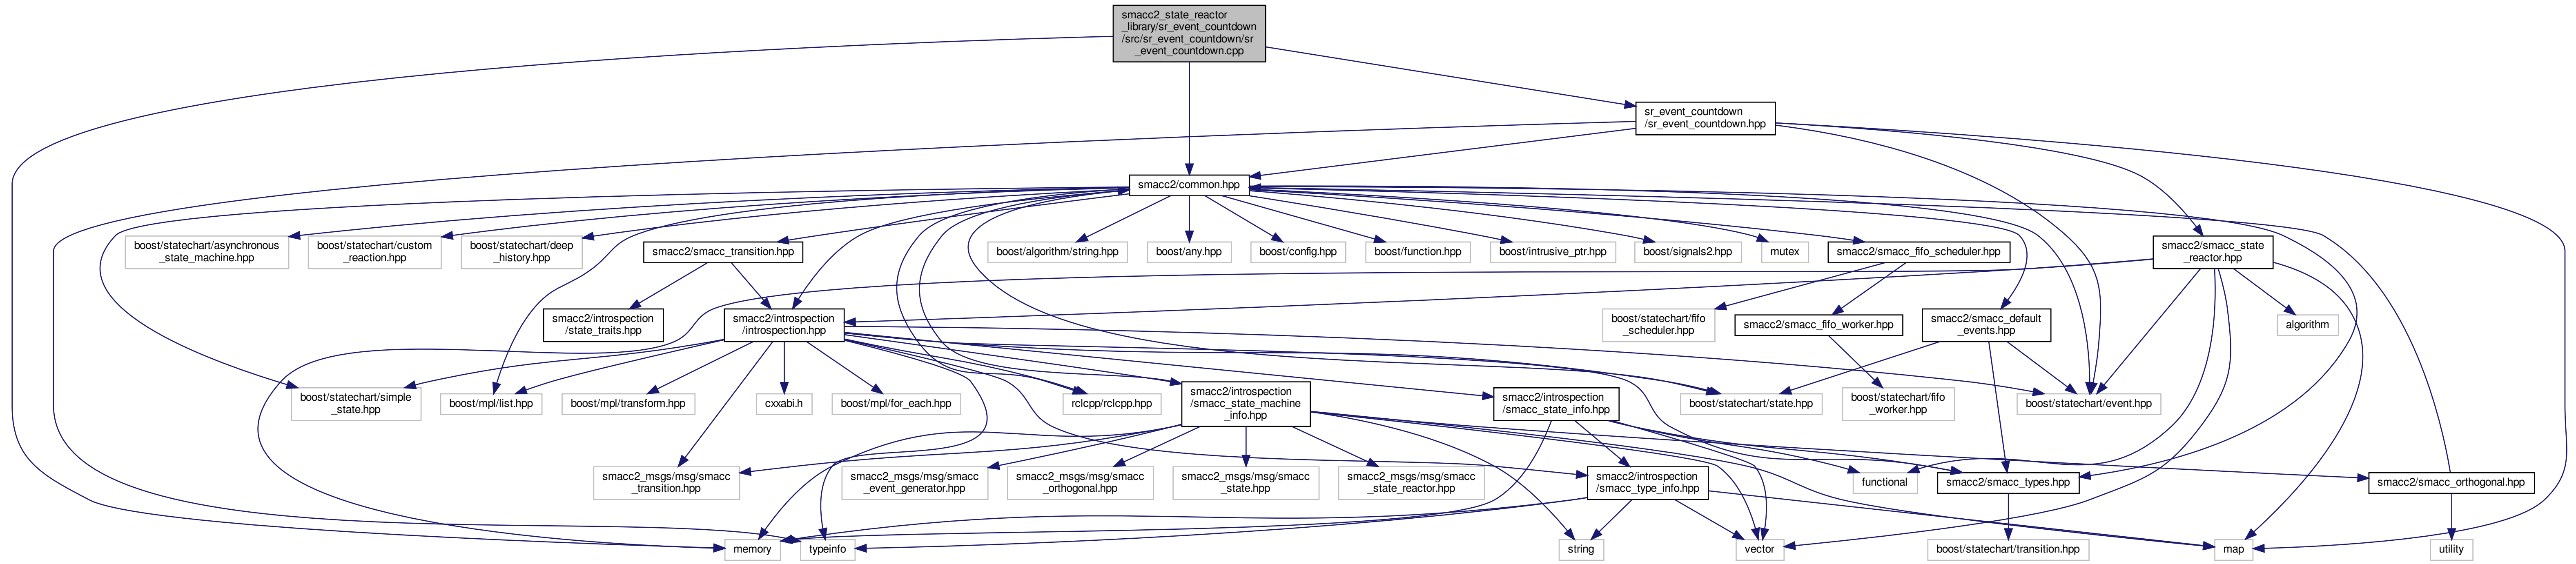 smacc2_state_reactor
_library/sr_event_countdown
/src/sr_event_countdown/sr
_event_countdown.cpp
sr_event_countdown
/sr_event_countdown.hpp
smacc2/common.hpp
boost/statechart/asynchronous
_state_machine.hpp
boost/statechart/custom
_reaction.hpp
boost/statechart/deep
_history.hpp
smacc2/smacc_transition.hpp
boost/algorithm/string.hpp
boost/any.hpp
boost/config.hpp
boost/function.hpp
boost/intrusive_ptr.hpp
boost/signals2.hpp
mutex
smacc2/smacc_fifo_scheduler.hpp
smacc2/smacc_state
_reactor.hpp
smacc2/introspection
/state_traits.hpp
smacc2/introspection
/introspection.hpp
boost/statechart/fifo
_scheduler.hpp
smacc2/smacc_fifo_worker.hpp
smacc2/smacc_default
_events.hpp
algorithm
boost/statechart/simple
_state.hpp
boost/mpl/list.hpp
boost/mpl/transform.hpp
cxxabi.h
boost/mpl/for_each.hpp
rclcpp/rclcpp.hpp
smacc2/introspection
/smacc_state_machine
_info.hpp
smacc2/introspection
/smacc_state_info.hpp
boost/statechart/state.hpp
boost/statechart/fifo
_worker.hpp
boost/statechart/event.hpp
smacc2_msgs/msg/smacc
_transition.hpp
smacc2_msgs/msg/smacc
_event_generator.hpp
smacc2_msgs/msg/smacc
_orthogonal.hpp
smacc2_msgs/msg/smacc
_state.hpp
smacc2_msgs/msg/smacc
_state_reactor.hpp
smacc2/introspection
/smacc_type_info.hpp
functional
smacc2/smacc_types.hpp
smacc2/smacc_orthogonal.hpp
memory
typeinfo
string
vector
boost/statechart/transition.hpp
map
utility